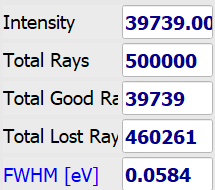 Intensity 39739.00
Total Rays 500000
Total Good Ra 39739
Total Lost Ray 460261
FWHM [eV] 0.0584